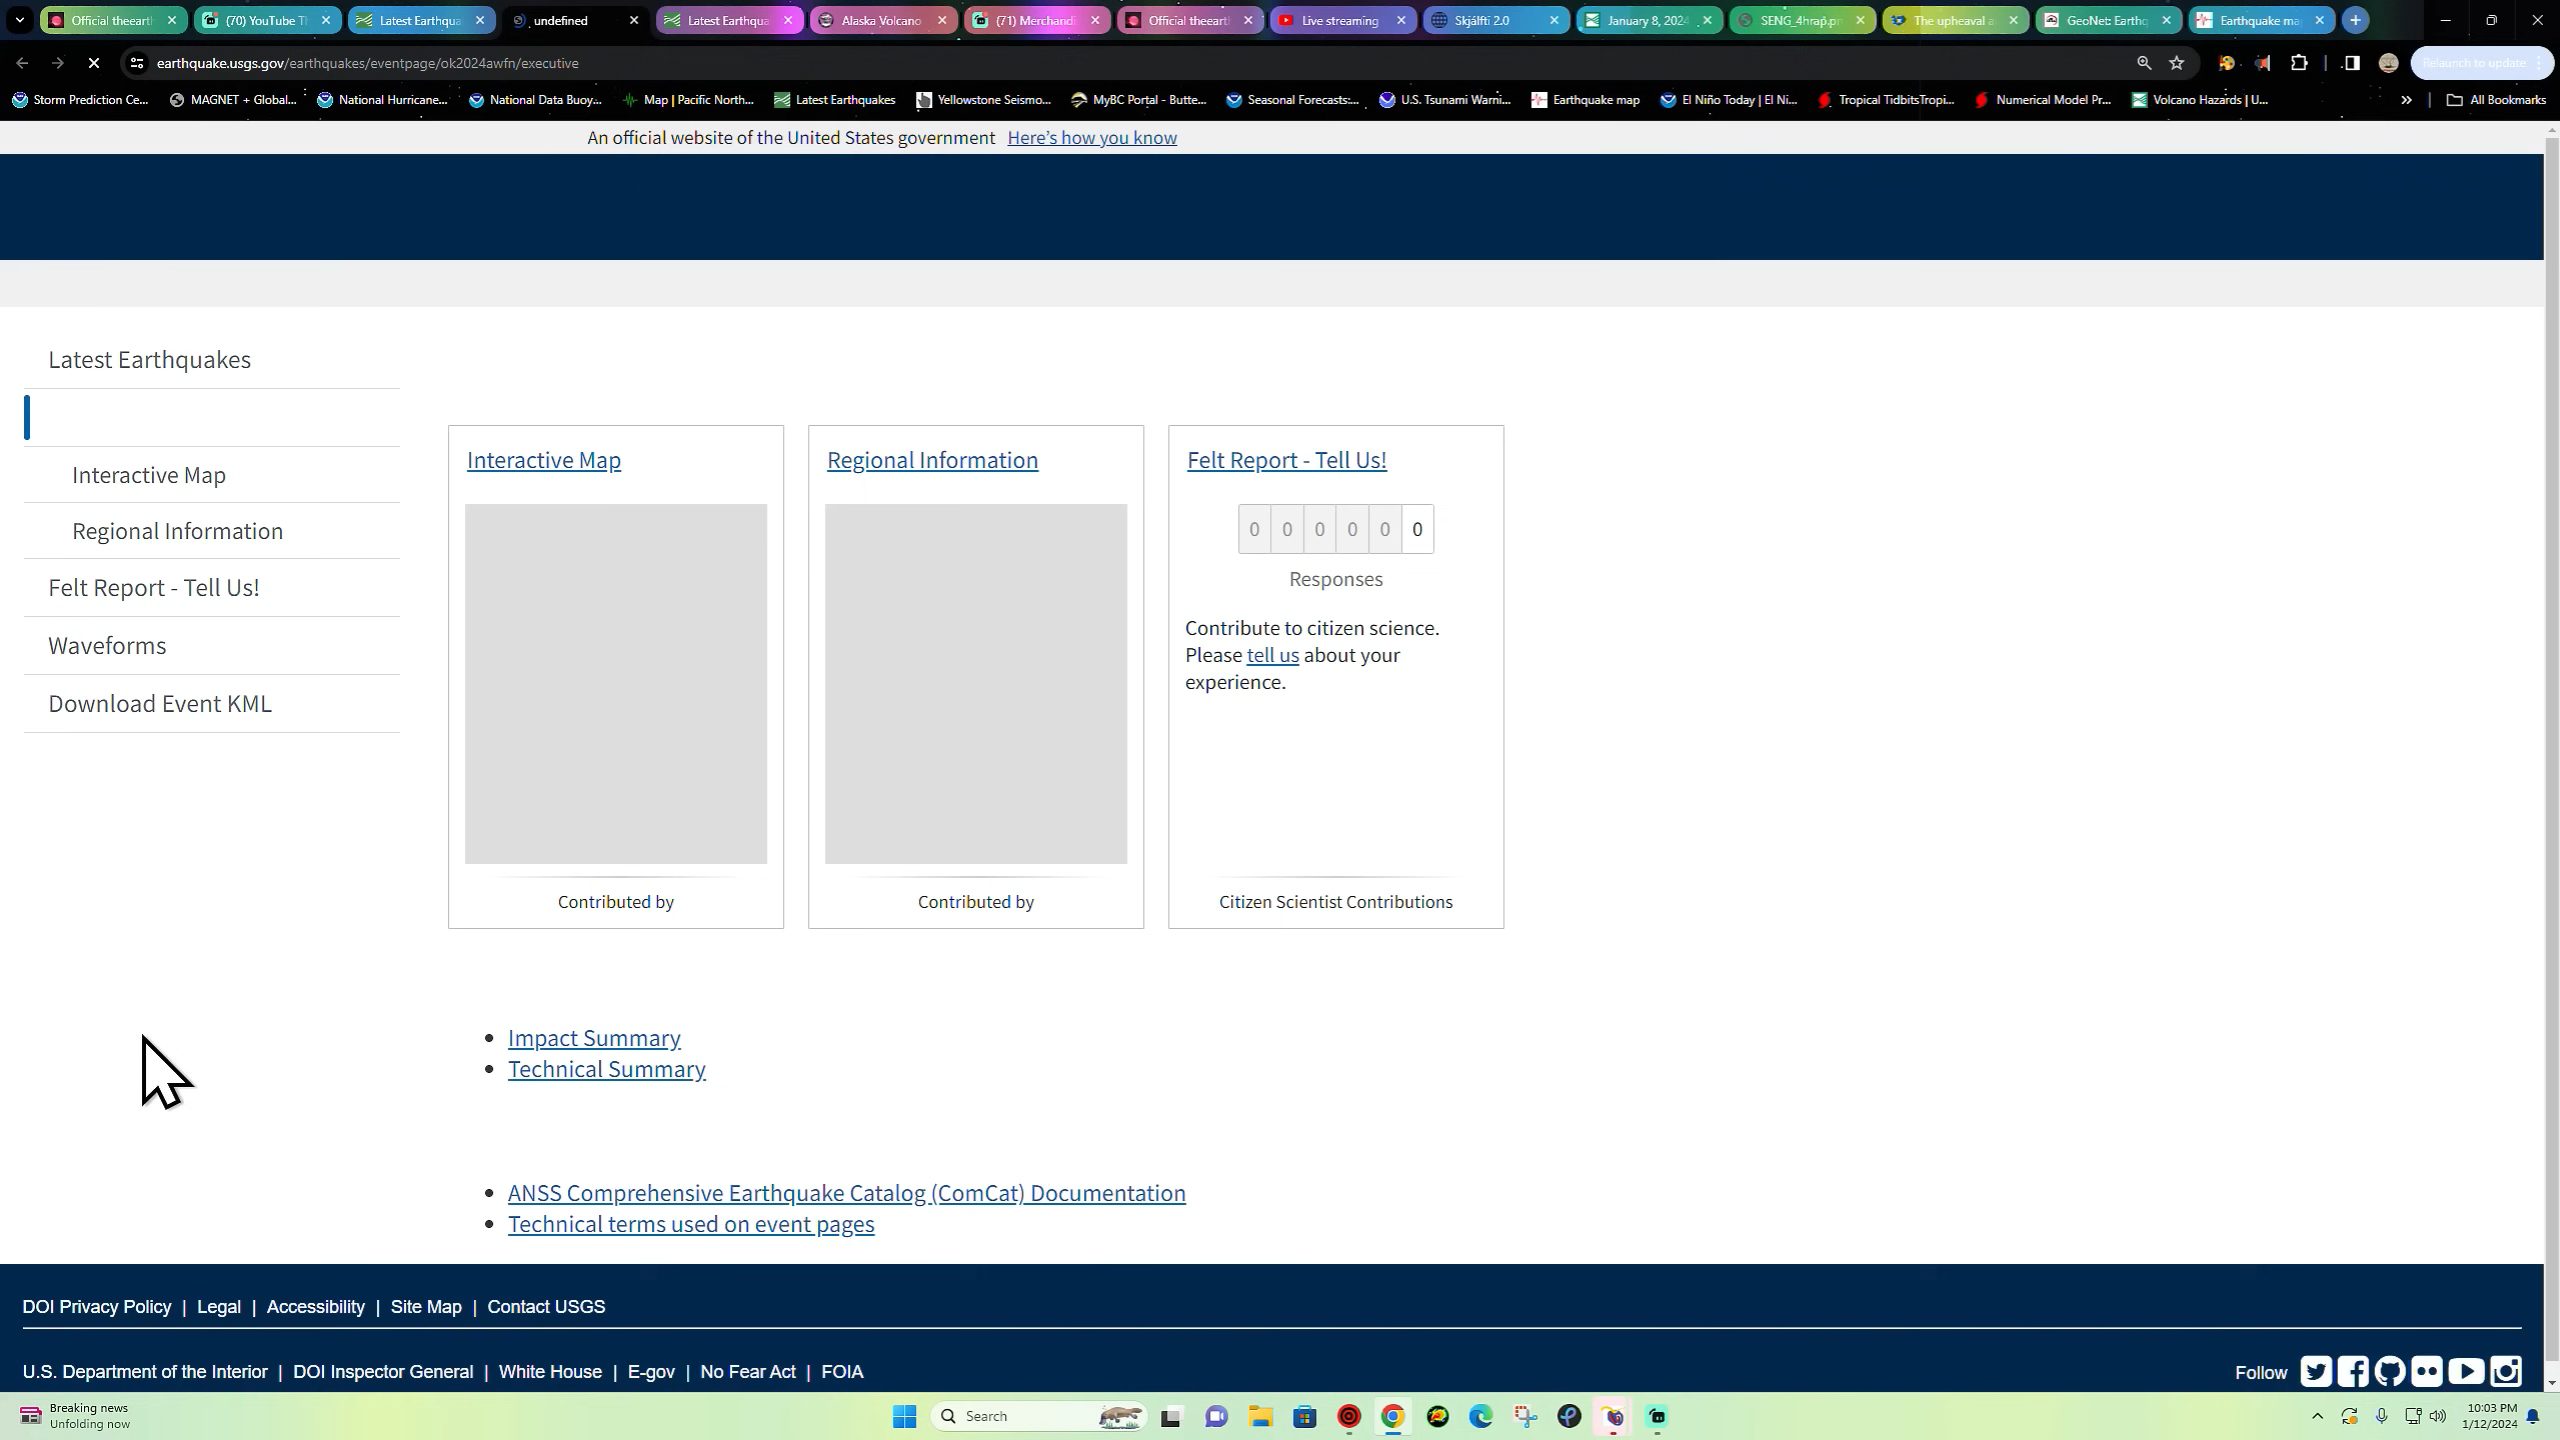 Official theearth
(70) YouTube Th
Latest Earthqua
undefined
Latest Earthqua
Alaska Volcano
(71) Merchandi
Official theearth
Live streaming
Skjálfti 2.0
January 8, 2024
SENG_4hrap.pn
The upheaval a
GeoNet: Earthq
Earthquake ma
earthquake.usgs.gov/earthquakes/eventpage/ok2024awfn/executive
Relaunch to update
Storm Prediction Ce...
MAGNET + Global...
National Hurricane...
National Data Buoy...
Map | Pacific North...
Latest Earthquakes
Yellowstone Seismo...
MyBC Portal - Butte...
Seasonal Forecasts:...
U.S. Tsunami Warni...
Earthquake map
El Niño Today | El Ni...
Tropical TidbitsTropi...
Numerical Model Pr...
Volcano Hazards | U...
»
All Bookmarks
An official website of the United States government Here's how you know
Latest Earthquakes
Interactive Map
Regional Information
Felt Report - Tell Us!
Waveforms
Download Event KML
Interactive Map
Contributed by
Regional Information
Contributed by
Felt Report - Tell Us!
0 0 0 0 0 0
Responses
Contribute to citizen science.
Please tell us about your
experience.
Citizen Scientist Contributions
• Impact Summary
• Technical Summary
• ANSS Comprehensive Earthquake Catalog (ComCat) Documentation
• Technical terms used on event pages
DOI Privacy Policy | Legal | Accessibility | Site Map | Contact USGS
U.S. Department of the Interior | DOI Inspector General | White House | E-gov | No Fear Act | FOIA
Follow
Breaking news
Unfolding now
Search
10:03 PM
1/12/2024